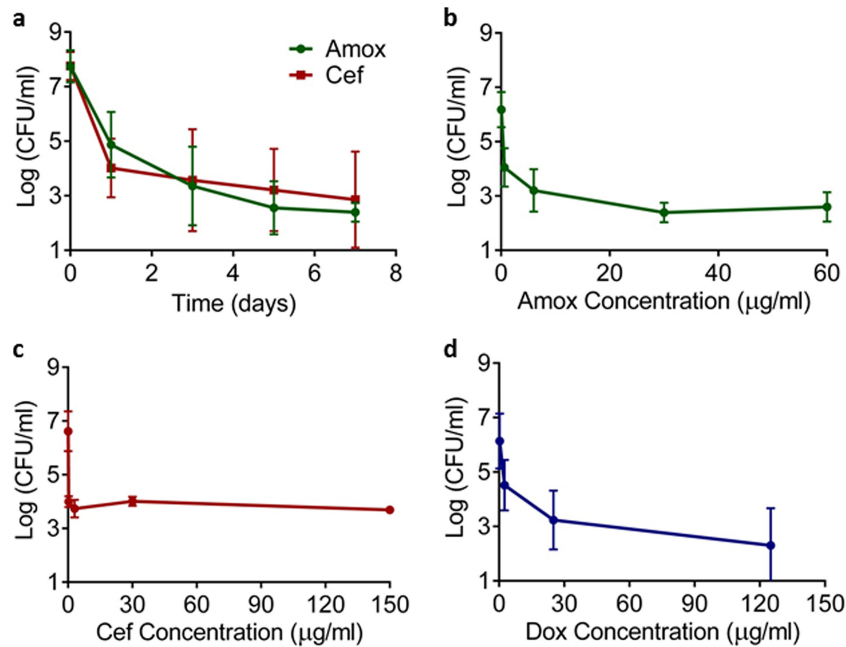 a
9
7
5
3
1
Log (CFU/ml)
Amox
Cef
0 2 4 6 8
Time (days)
b
9
7
5
3
1
Log (CFU/ml)
0 20 40 60
Amox Concentration (μg/ml)
c
9
7
5
3
1
Log (CFU/ml)
0 30 60 90 120 150
Cef Concentration (μg/ml)
d
9
7
5
3
1
Log (CFU/ml)
0 30 60 90 120 150
Dox Concentration (μg/ml)